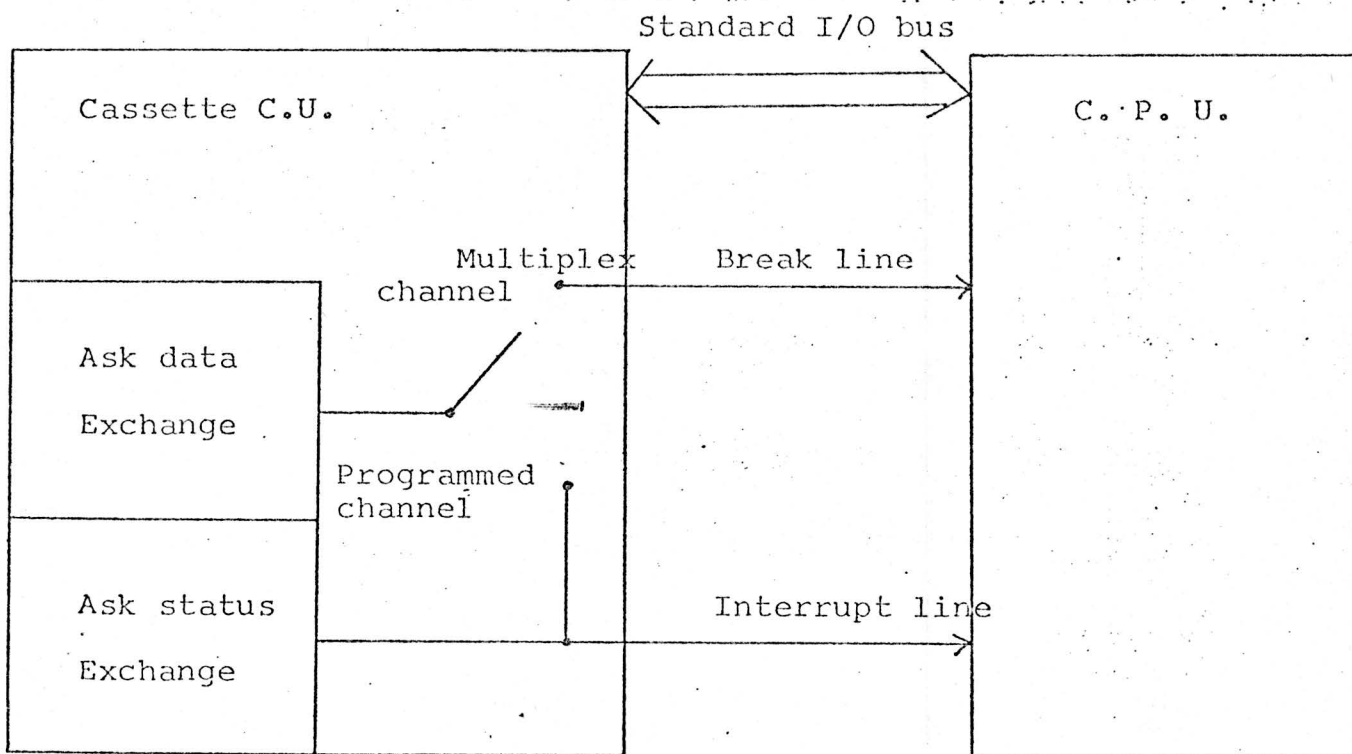 Standard I/O bus
Cassette C.U.
C. P. U.
Multiplex
channel
Break line
Ask data
Exchange
Programmed
channel
Ask status
Exchange
Interrupt line